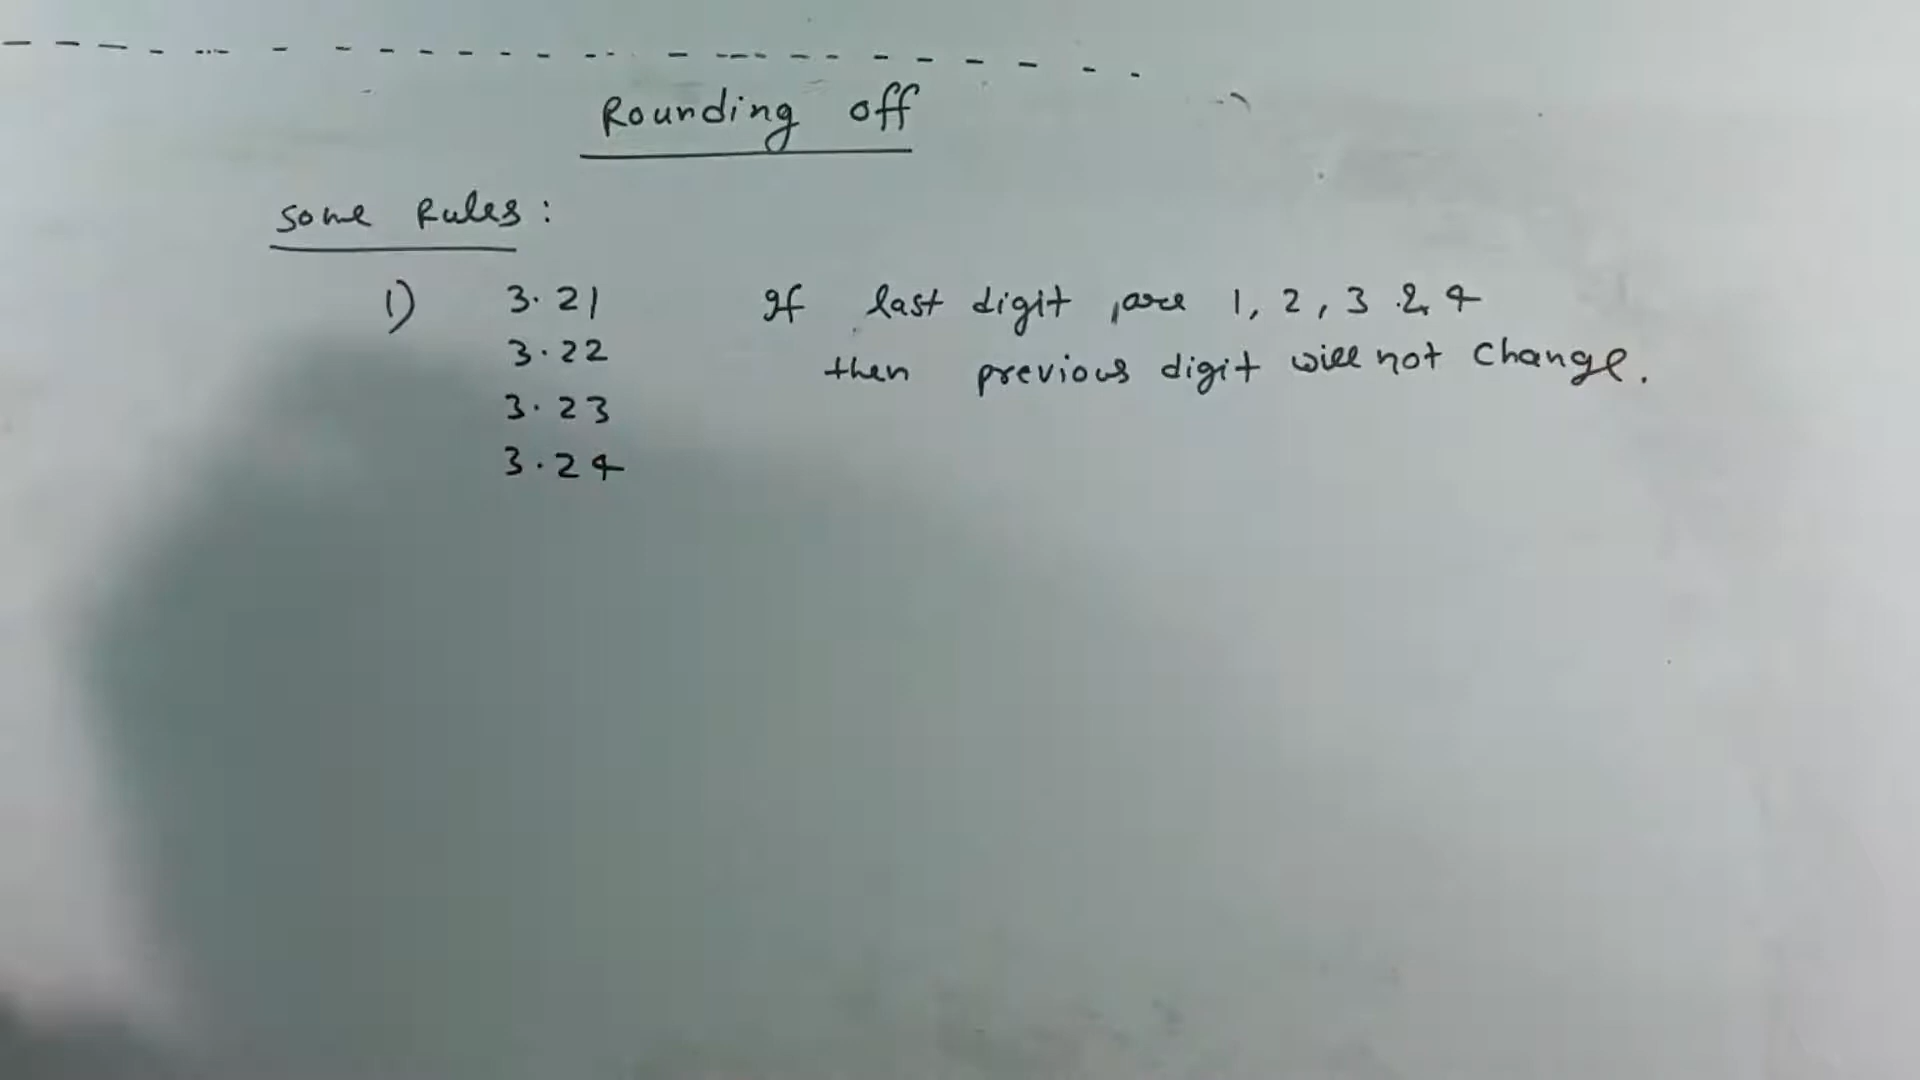 Rounding off
Some Rules:
1) 3.21 If last digit are 1, 2, 3 & 4
3.22 then previous digit will not change.
3.23
3.24